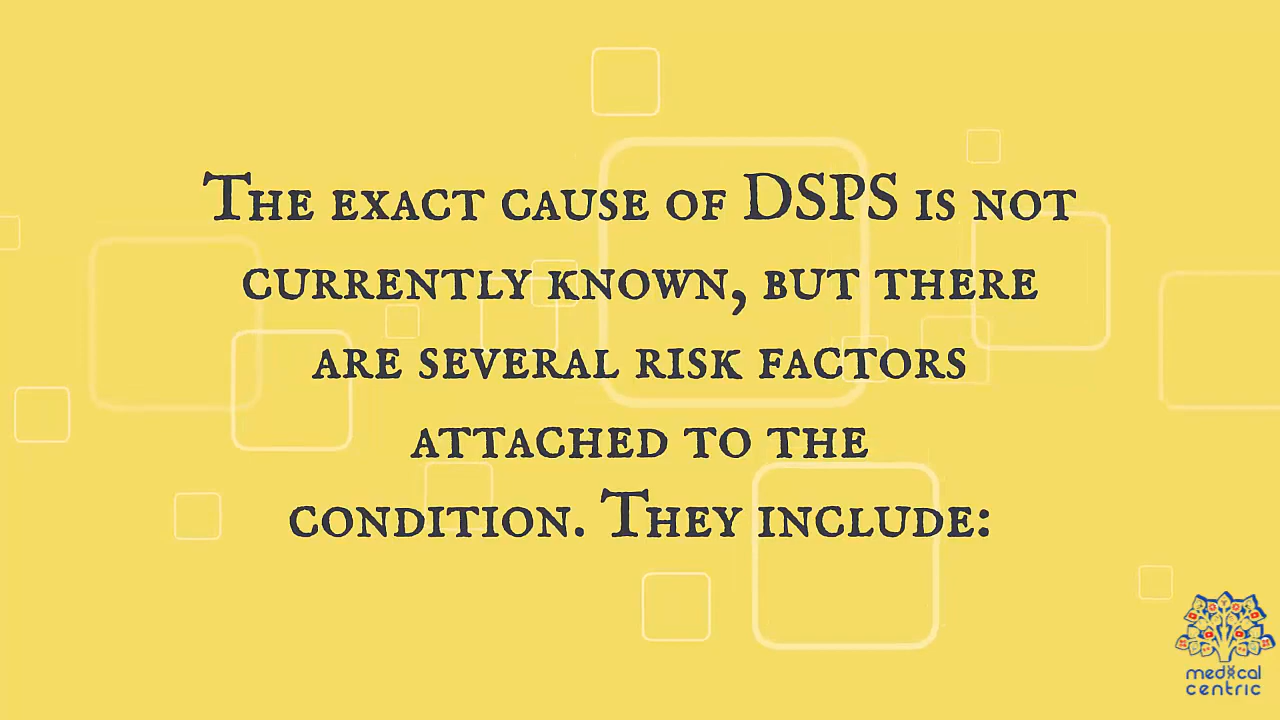 The exact cause of DSPS is not
currently known, but there
are several risk factors
attached to the
condition. They include:
medical
centric